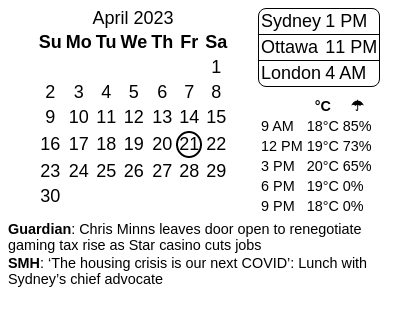 April 2023
Su Mo Tu We Th Fr Sa
1
2 3 4 5 6 7 8
9 10 11 12 13 14 15
16 17 18 19 20 21 22
23 24 25 26 27 28 29
30
Sydney 1 PM
Ottawa 11 PM
London 4 AM
°C ☂
9 AM 18°C 85%
12 PM 19°C 73%
3 PM 20°C 65%
6 PM 19°C 0%
9 PM 18°C 0%
Guardian: Chris Minns leaves door open to renegotiate
gaming tax rise as Star casino cuts jobs
SMH: ‘The housing crisis is our next COVID’: Lunch with
Sydney’s chief advocate